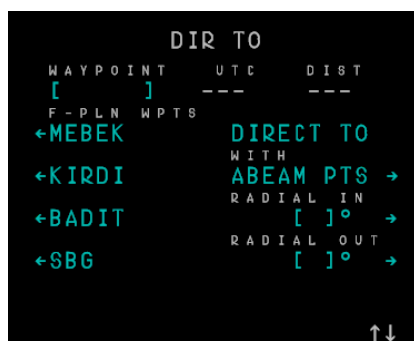 DIR TO
WAYPOINT UTC DIST
[ ] --- ---
F-PLN WPTS
←MEBEK DIRECT TO
WITH
←KIRDI ABEAM PTS →
RADIAL IN
←BADIT [ ]° →
RADIAL OUT
←SBG [ ]° →
↑↓